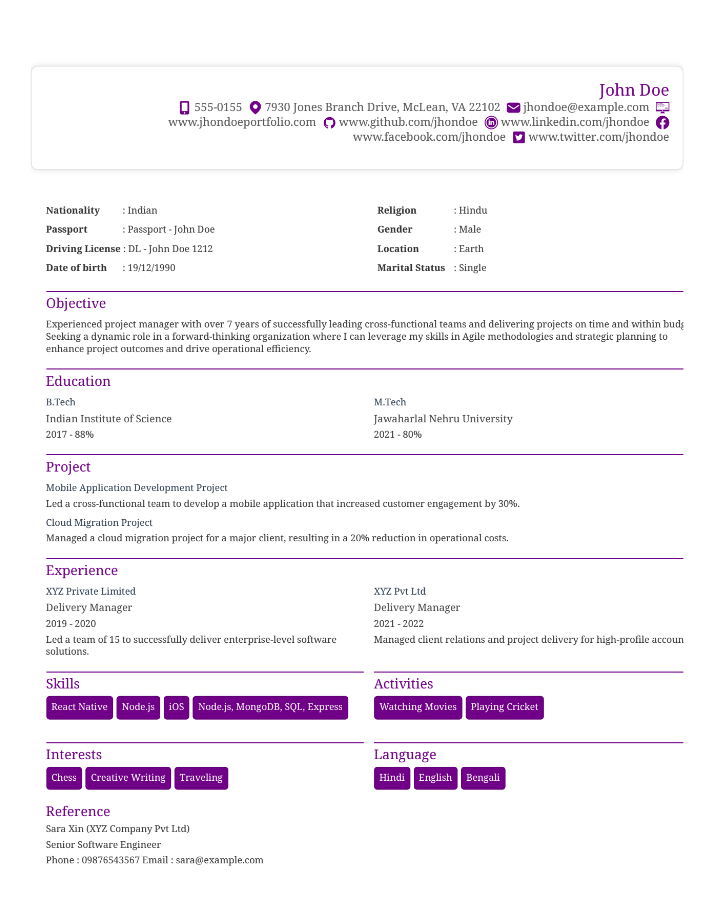 John Doe
555-0155 7930 Jones Branch Drive, McLean, VA 22102 jhondoe@example.com
www.jhondoeportfolio.com www.github.com/jhondoe www.linkedin.com/jhondoe
www.facebook.com/jhondoe www.twitter.com/jhondoe
Nationality : Indian
Religion : Hindu
Passport : Passport - John Doe
Gender : Male
Driving License : DL - John Doe 1212
Location : Earth
Date of birth : 19/12/1990
Marital Status : Single
Objective
Experienced project manager with over 7 years of successfully leading cross-functional teams and delivering projects on time and within budg
Seeking a dynamic role in a forward-thinking organization where I can leverage my skills in Agile methodologies and strategic planning to
enhance project outcomes and drive operational efficiency.
Education
B.Tech
Indian Institute of Science
2017 - 88%
M.Tech
Jawaharlal Nehru University
2021 - 80%
Project
Mobile Application Development Project
Led a cross-functional team to develop a mobile application that increased customer engagement by 30%.
Cloud Migration Project
Managed a cloud migration project for a major client, resulting in a 20% reduction in operational costs.
Experience
XYZ Private Limited
Delivery Manager
2019 - 2020
Led a team of 15 to successfully deliver enterprise-level software
solutions.
XYZ Pvt Ltd
Delivery Manager
2021 - 2022
Managed client relations and project delivery for high-profile accoun
Skills
React Native Node.js iOS Node.js, MongoDB, SQL, Express
Activities
Watching Movies Playing Cricket
Interests
Chess Creative Writing Traveling
Language
Hindi English Bengali
Reference
Sara Xin (XYZ Company Pvt Ltd)
Senior Software Engineer
Phone : 09876543567 Email : sara@example.com